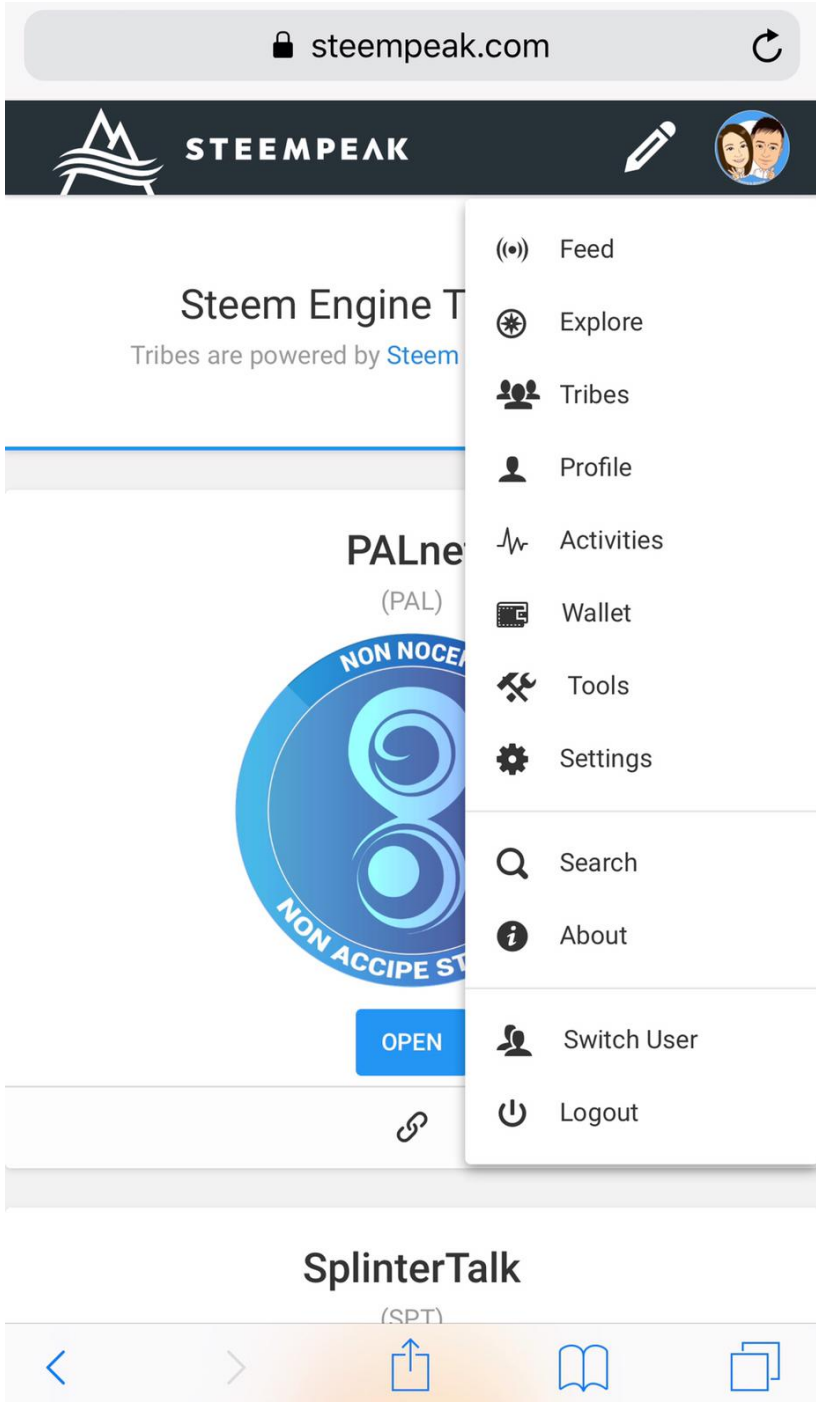 steempeak.com
STEEMPEAK
Steem Engine T
Tribes are powered by Steem
PALne
(PAL)
NON NOCE
NON ACCIPE ST
OPEN
Feed
Explore
Tribes
Profile
Activities
Wallet
Tools
Settings
Search
About
Switch User
Logout
SplinterTalk
(SPT)